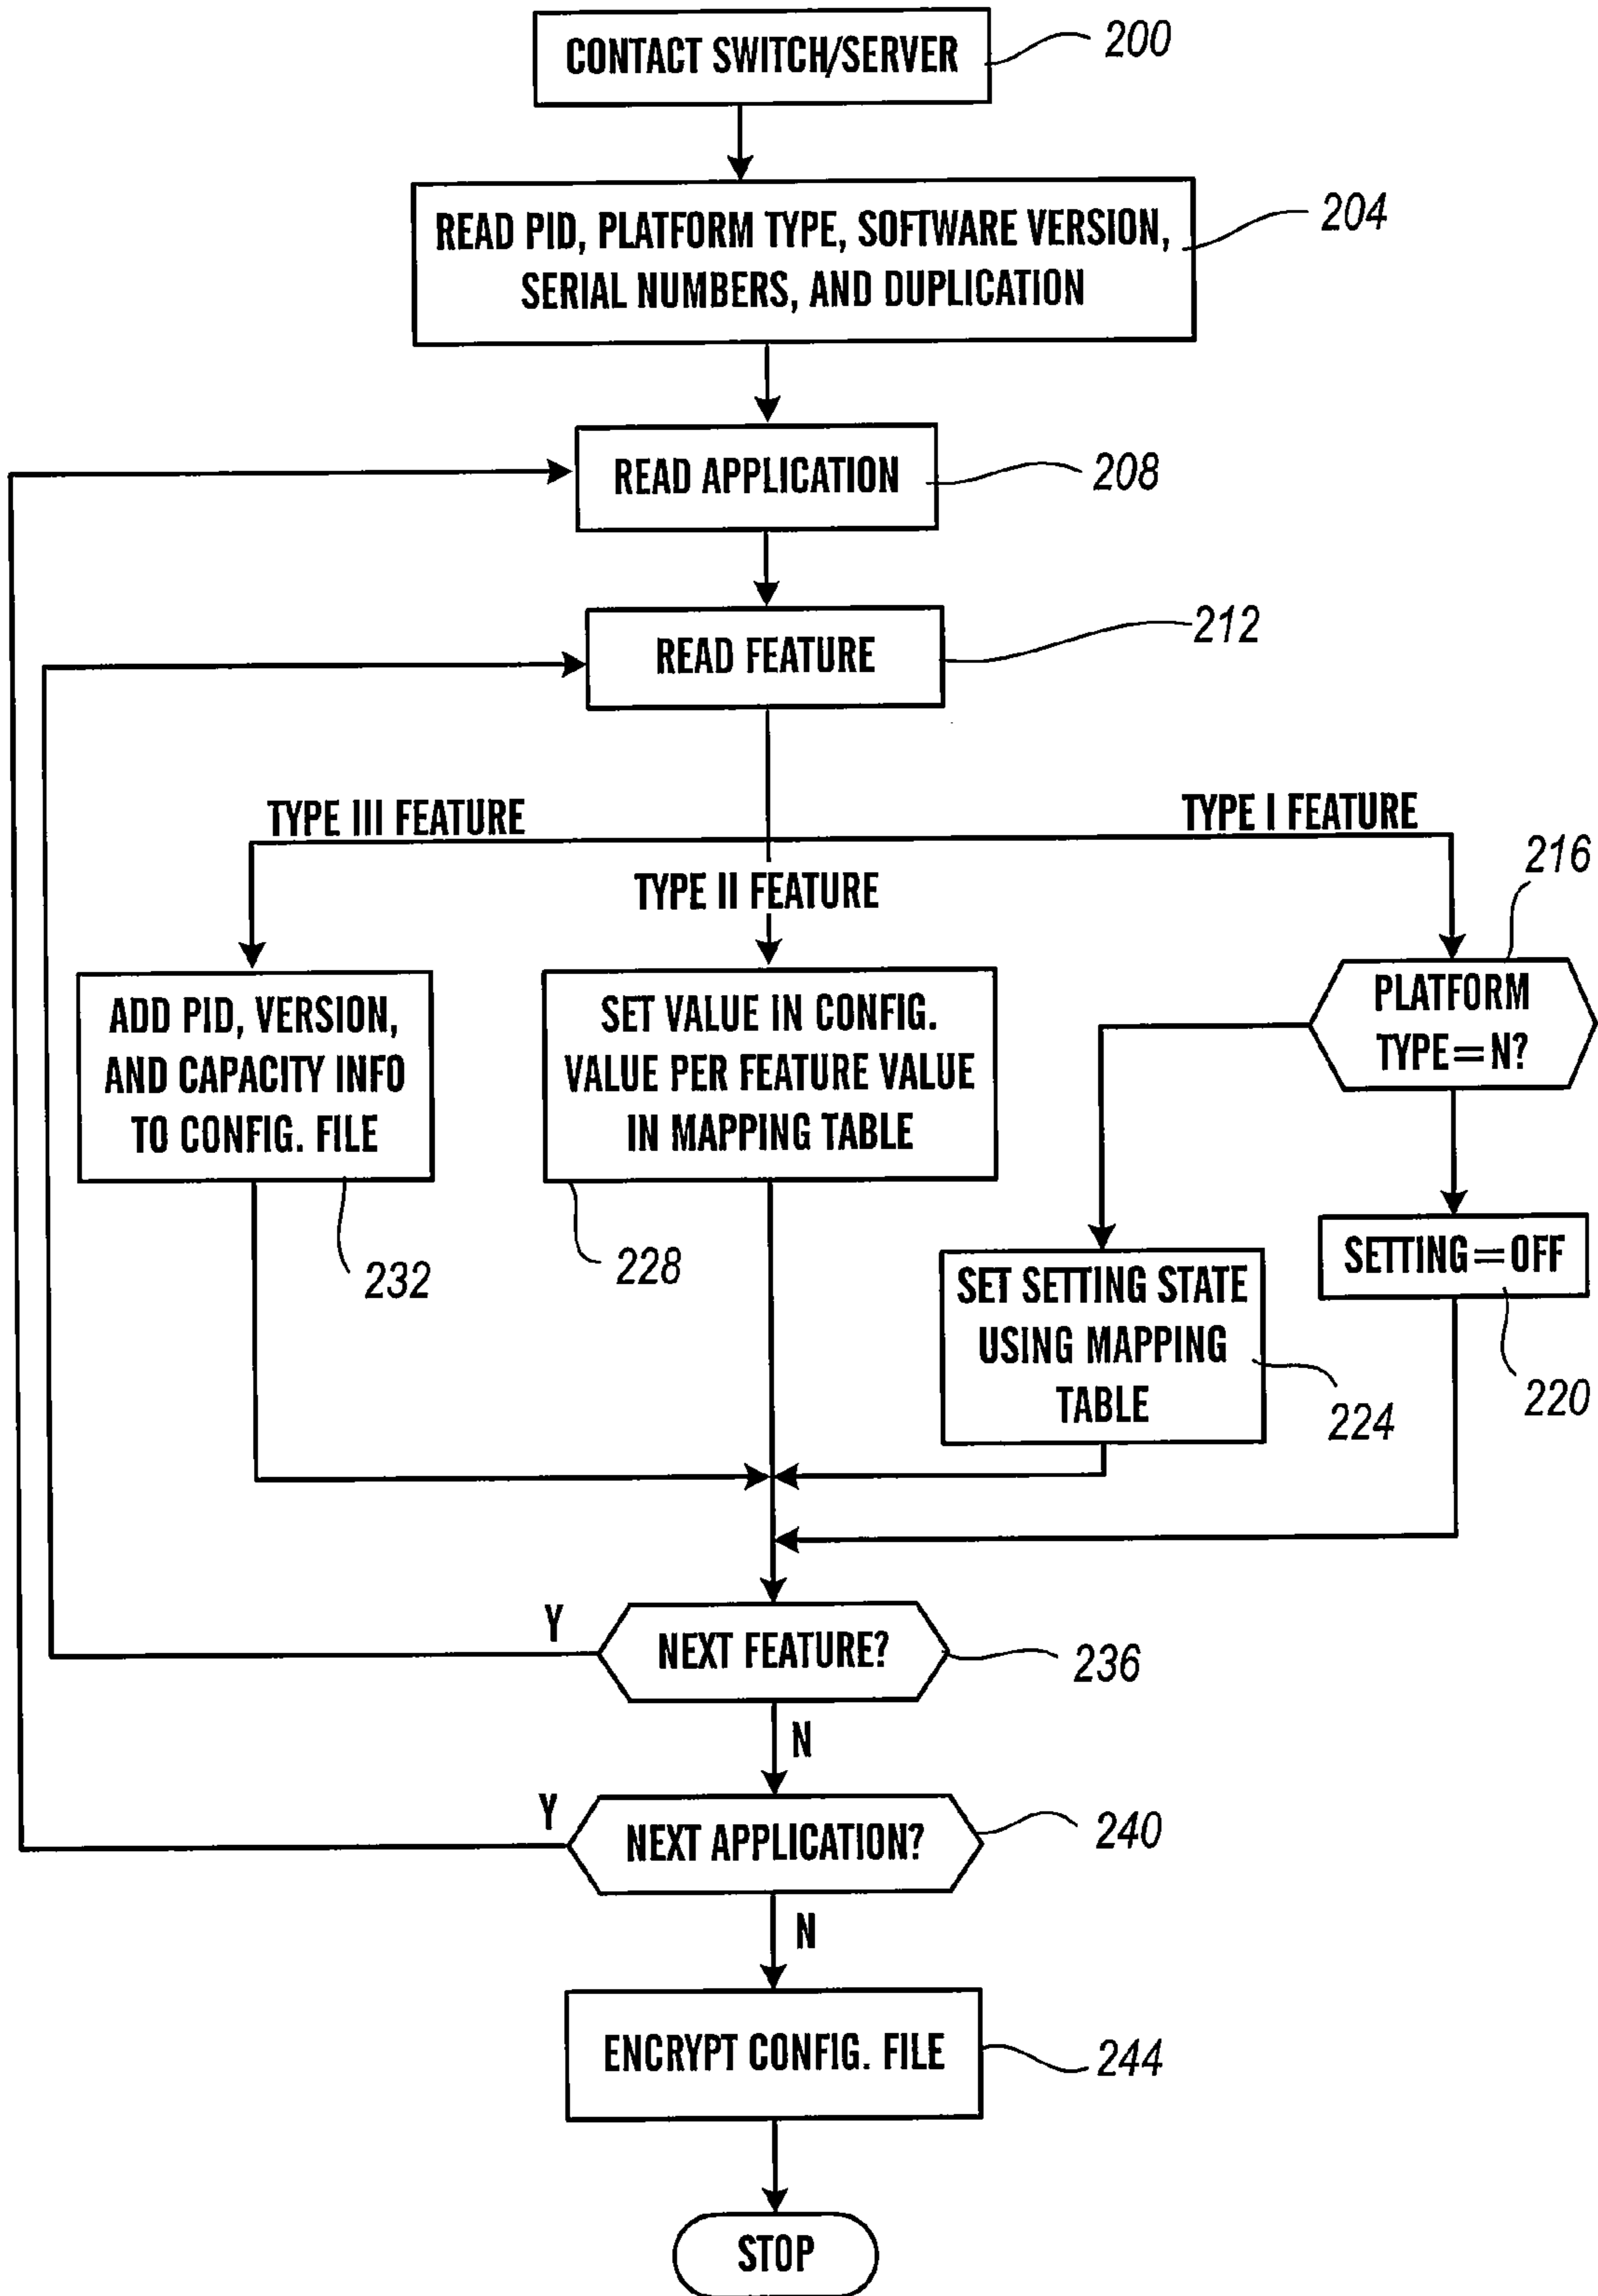 CONTACT SWITCH/SERVER
200
READ PID, PLATFORM TYPE, SOFTWARE VERSION,
SERIAL NUMBERS, AND DUPLICATION
204
READ APPLICATION
208
READ FEATURE
212
TYPE III FEATURE
TYPE I FEATURE
TYPE II FEATURE
216
ADD PID, VERSION,
AND CAPACITY INFO
TO CONFIG. FILE
232
SET VALUE IN CONFIG.
VALUE PER FEATURE VALUE
IN MAPPING TABLE
228
PLATFORM
TYPE=N?
SET SETTING STATE
USING MAPPING
TABLE
224
SETTING=OFF
220
Y
NEXT FEATURE?
236
N
Y
NEXT APPLICATION?
240
N
ENCRYPT CONFIG. FILE
244
STOP